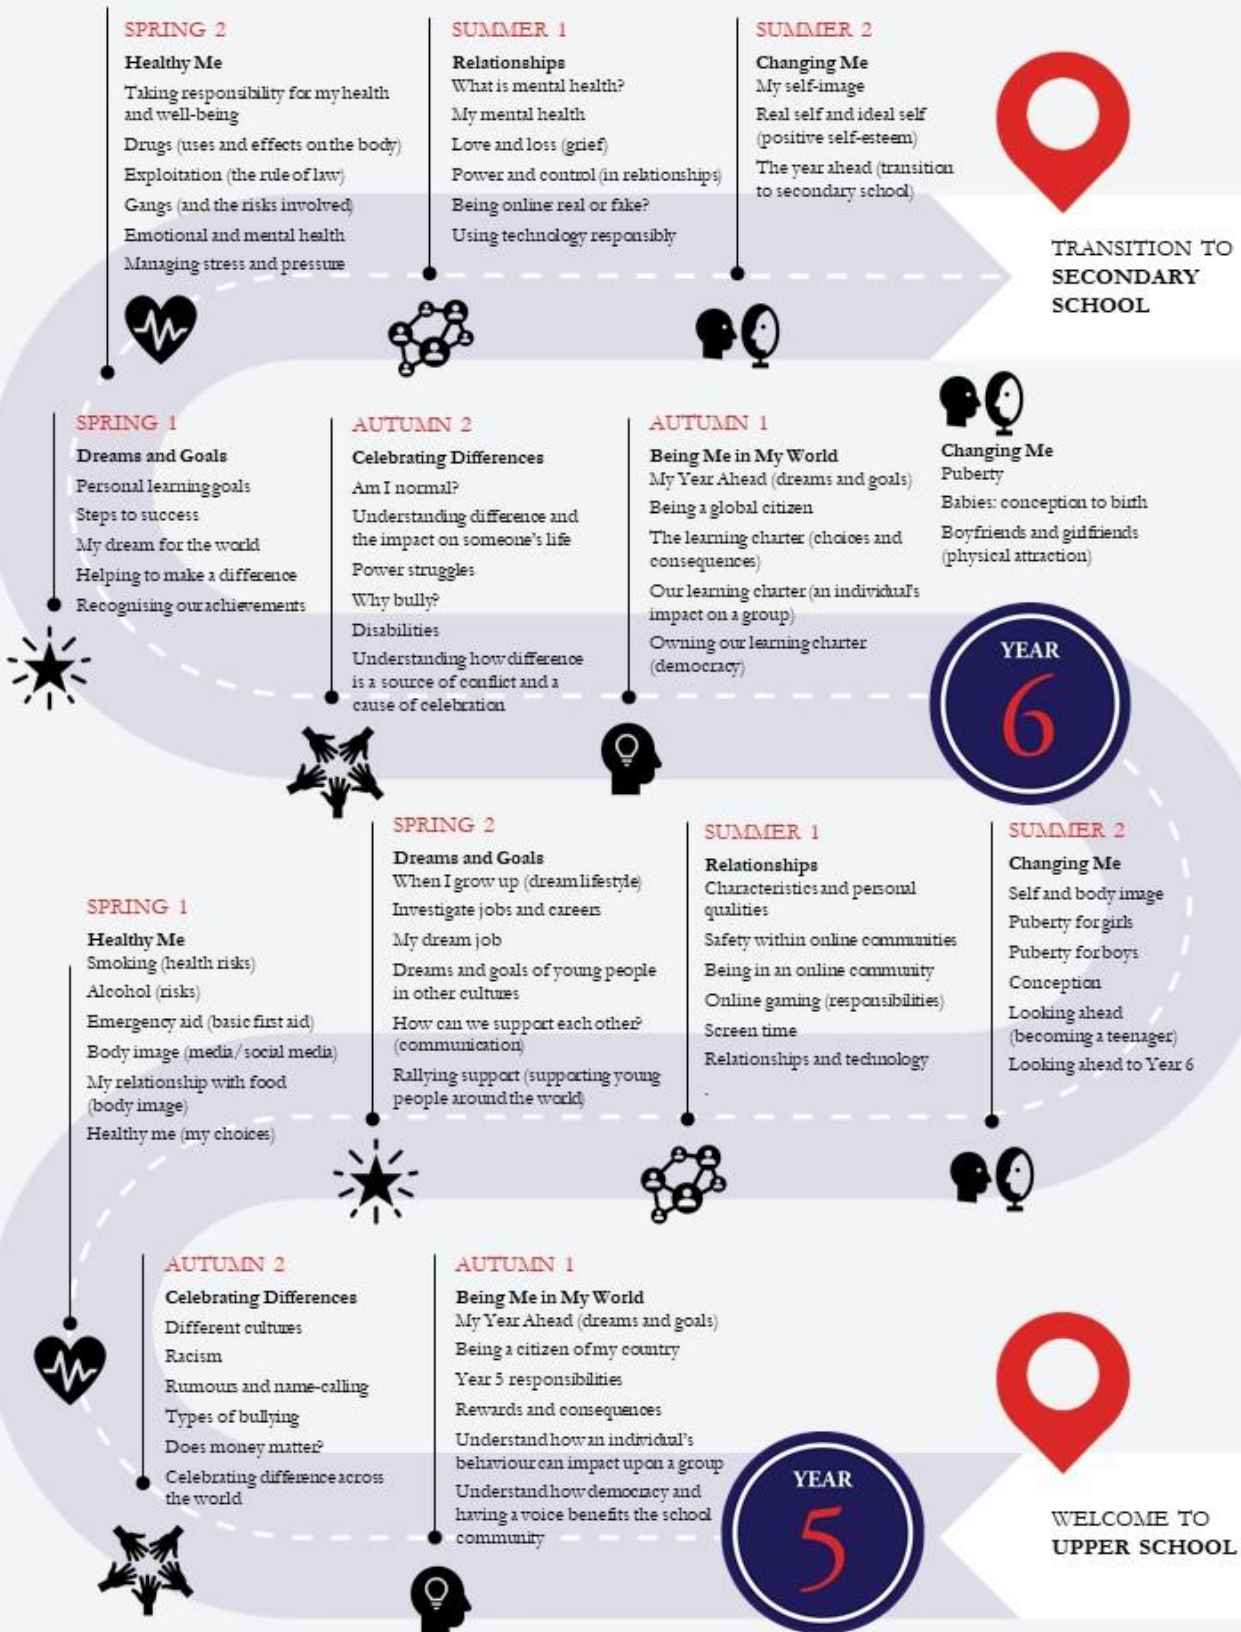 SPRING 2
Healthy Me
Taking responsibility for my health
and well-being
Drugs (uses and effects on the body)
Exploitation (the rule of law)
Gangs (and the risks involved)
Emotional and mental health
Managing stress and pressure
SUMMER 1
Relationships
What is mental health?
My mental health
Love and loss (grief)
Power and control (in relationships)
Being online: real or fake?
Using technology responsibly
SUMMER 2
Changing Me
My self-image
Real self and ideal self
(positive self-esteem)
The year ahead (transition
to secondary school)
TRANSITION TO
SECONDARY
SCHOOL
SPRING 1
Dreams and Goals
Personal learning goals
Steps to success
My dream for the world
Helping to make a difference
Recognising our achievements
AUTUMN 2
Celebrating Differences
Am I normal?
Understanding difference and
the impact on someone's life
Power struggles
Why bully?
Disabilities
Understanding how difference
is a source of conflict and a
cause of celebration
AUTUMN 1
Being Me in My World
My Year Ahead (dreams and goals)
Being a global citizen
The learning charter (choices and
consequences)
Our learning charter (an individual's
impact on a group)
Owning our learning charter
(democracy)
Changing Me
Puberty
Babies: conception to birth
Boyfriends and girlfriends
(physical attraction)
YEAR
6
SPRING 1
Healthy Me
Smoking (health risks)
Alcohol (risks)
Emergency aid (basic first aid)
Body image (media/social media)
My relationship with food
(body image)
Healthy me (my choices)
SPRING 2
Dreams and Goals
When I grow up (dream lifestyle)
Investigate jobs and careers
My dream job
Dreams and goals of young people
in other cultures
How can we support each other?
(communication)
Rallying support (supporting young
people around the world)
SUMMER 1
Relationships
Characteristics and personal
qualities
Safety within online communities
Being in an online community
Online gaming (responsibilities)
Screen time
Relationships and technology
.
SUMMER 2
Changing Me
Self and body image
Puberty for girls
Puberty for boys
Conception
Looking ahead
(becoming a teenager)
Looking ahead to Year 6
AUTUMN 2
Celebrating Differences
Different cultures
Racism
Rumours and name-calling
Types of bullying
Does money matter?
Celebrating difference across
the world
AUTUMN 1
Being Me in My World
My Year Ahead (dreams and goals)
Being a citizen of my country
Year 5 responsibilities
Rewards and consequences
Understand how an individual's
behaviour can impact upon a group
Understand how democracy and
having a voice benefits the school
community
YEAR
5
WELCOME TO
UPPER SCHOOL